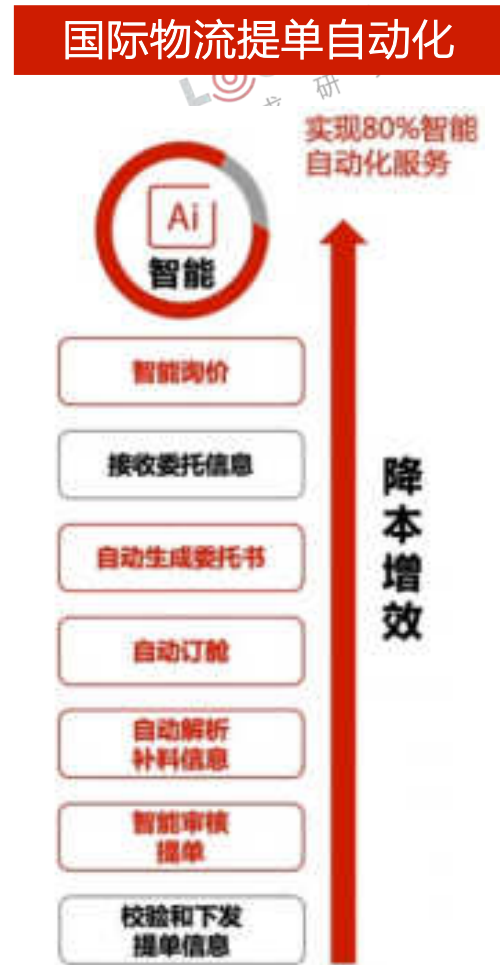 国际物流提单自动化
研
实现80%智能
自动化服务
Ai
智能
智能询价
接收委托信息
自动生成委托书
自动订舱
自动解析
补料信息
智能审核
提单
校验和下发
提单信息
降本增效